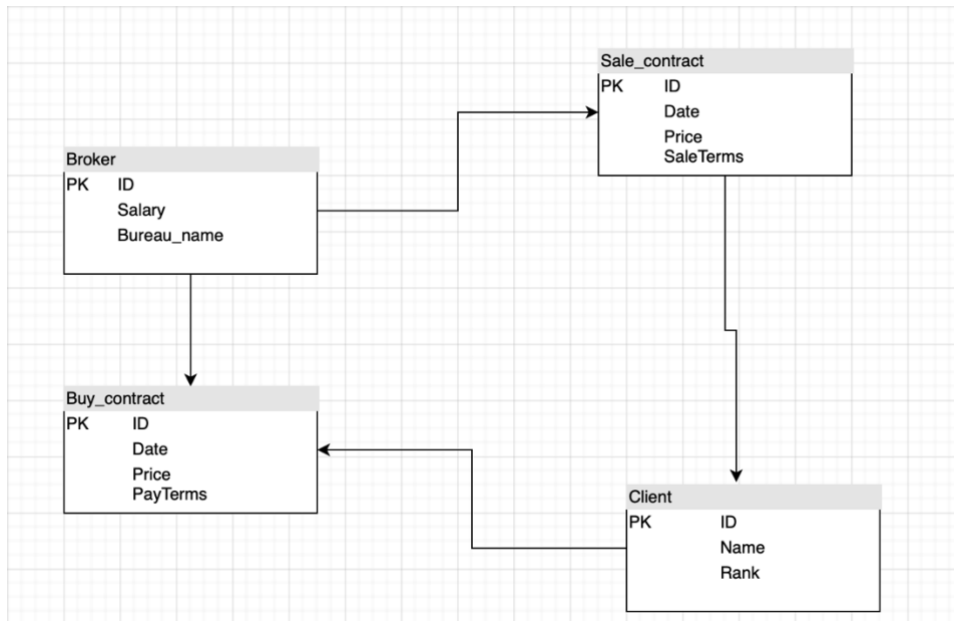 Sale_contract
PK ID
Date
Price
SaleTerms
Broker
PK ID
Salary
Bureau_name
Buy_contract
PK ID
Date
Price
PayTerms
Client
PK ID
Name
Rank